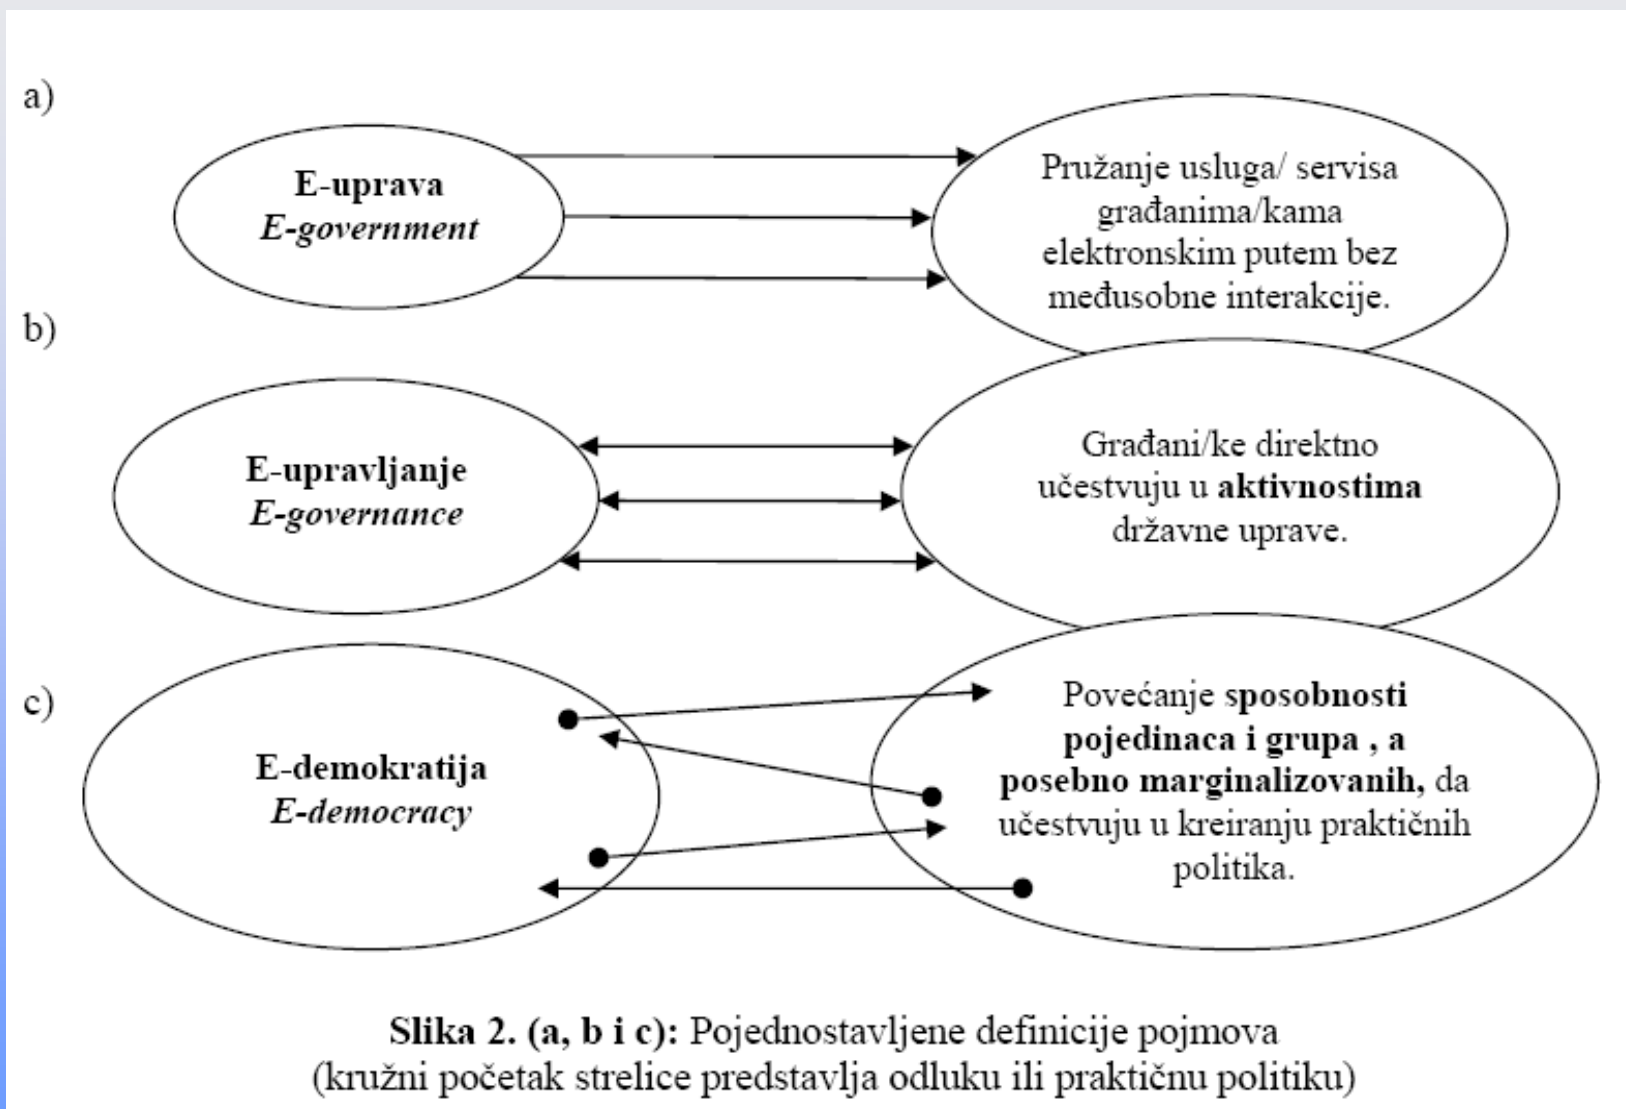 a)
E-uprava
E-government
Pružanje usluga/ servisa
građanima/kama
elektronskim putem bez
međusobne interakcije.
b)
E-upravljanje
E-governance
Građani/ke direktno
učestvuju u aktivnostima
državne uprave.
c)
E-demokratija
E-democracy
Povećanje sposobnosti
pojedinaca i grupa , a
posebno marginalizovanih, da
učestvuju u kreiranju praktičnih
politika.
Slika 2. (a, b i c): Pojednostavljene definicije pojmova
(kružni početak strelice predstavlja odluku ili praktičnu politiku)